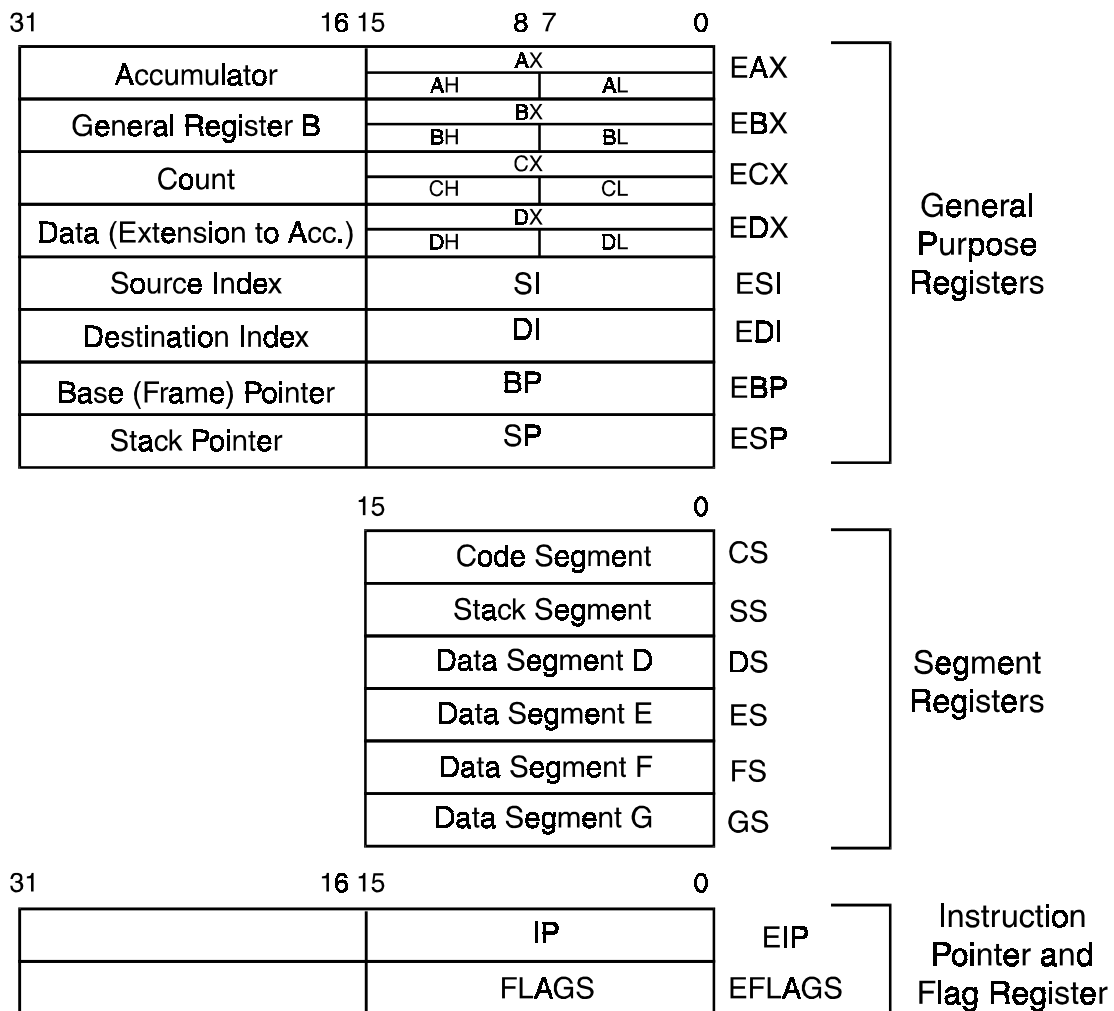 31 16 15 8 7 0
Accumulator AX EAX
AH AL
General Register B BX EBX
BH BL
Count CX ECX
CH CL
Data (Extension to Acc.) DX EDX
DH DL
Source Index SI ESI
Destination Index DI EDI
Base (Frame) Pointer BP EBP
Stack Pointer SP ESP
General
Purpose
Registers
15 0
Code Segment CS
Stack Segment SS
Data Segment D DS
Data Segment E ES
Data Segment F FS
Data Segment G GS
Segment
Registers
31 16 15 0
IP EIP
FLAGS EFLAGS
Instruction
Pointer and
Flag Register